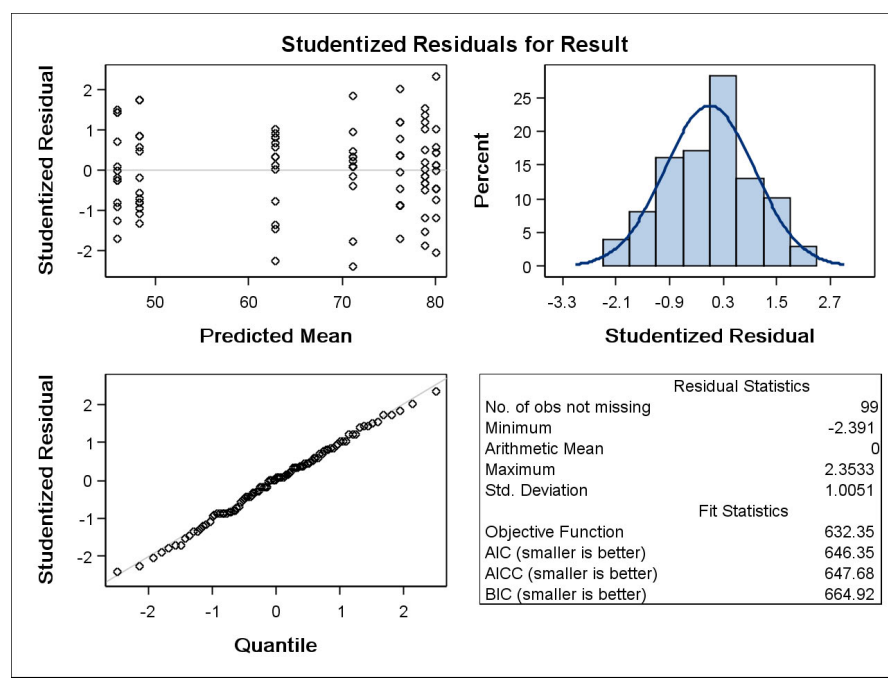 Studentized Residuals for Result
Studentized Residual
2
1
0
-1
-2
50 60 70 80
Predicted Mean
Percent
25
20
15
10
5
0
-3.3 -2.1 -0.9 0.3 1.5 2.7
Studentized Residual
Studentized Residual
2
1
0
-1
-2
-2 -1 0 1 2
Quantile
Residual Statistics
No. of obs not missing 99
Minimum -2.391
Arithmetic Mean 0
Maximum 2.3533
Std. Deviation 1.0051
Fit Statistics
Objective Function 632.35
AIC (smaller is better) 646.35
AICC (smaller is better) 647.68
BIC (smaller is better) 664.92